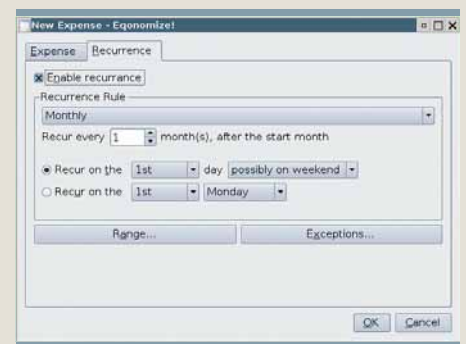 New Expense - Eqonomize!
Expense Recurrence
Enable recurrance
Recurrence Rule
Monthly
Recur every 1 month(s), after the start month
Recur on the 1st day possibly on weekend
Recur on the 1st Monday
Range... Exceptions...
OK Cancel